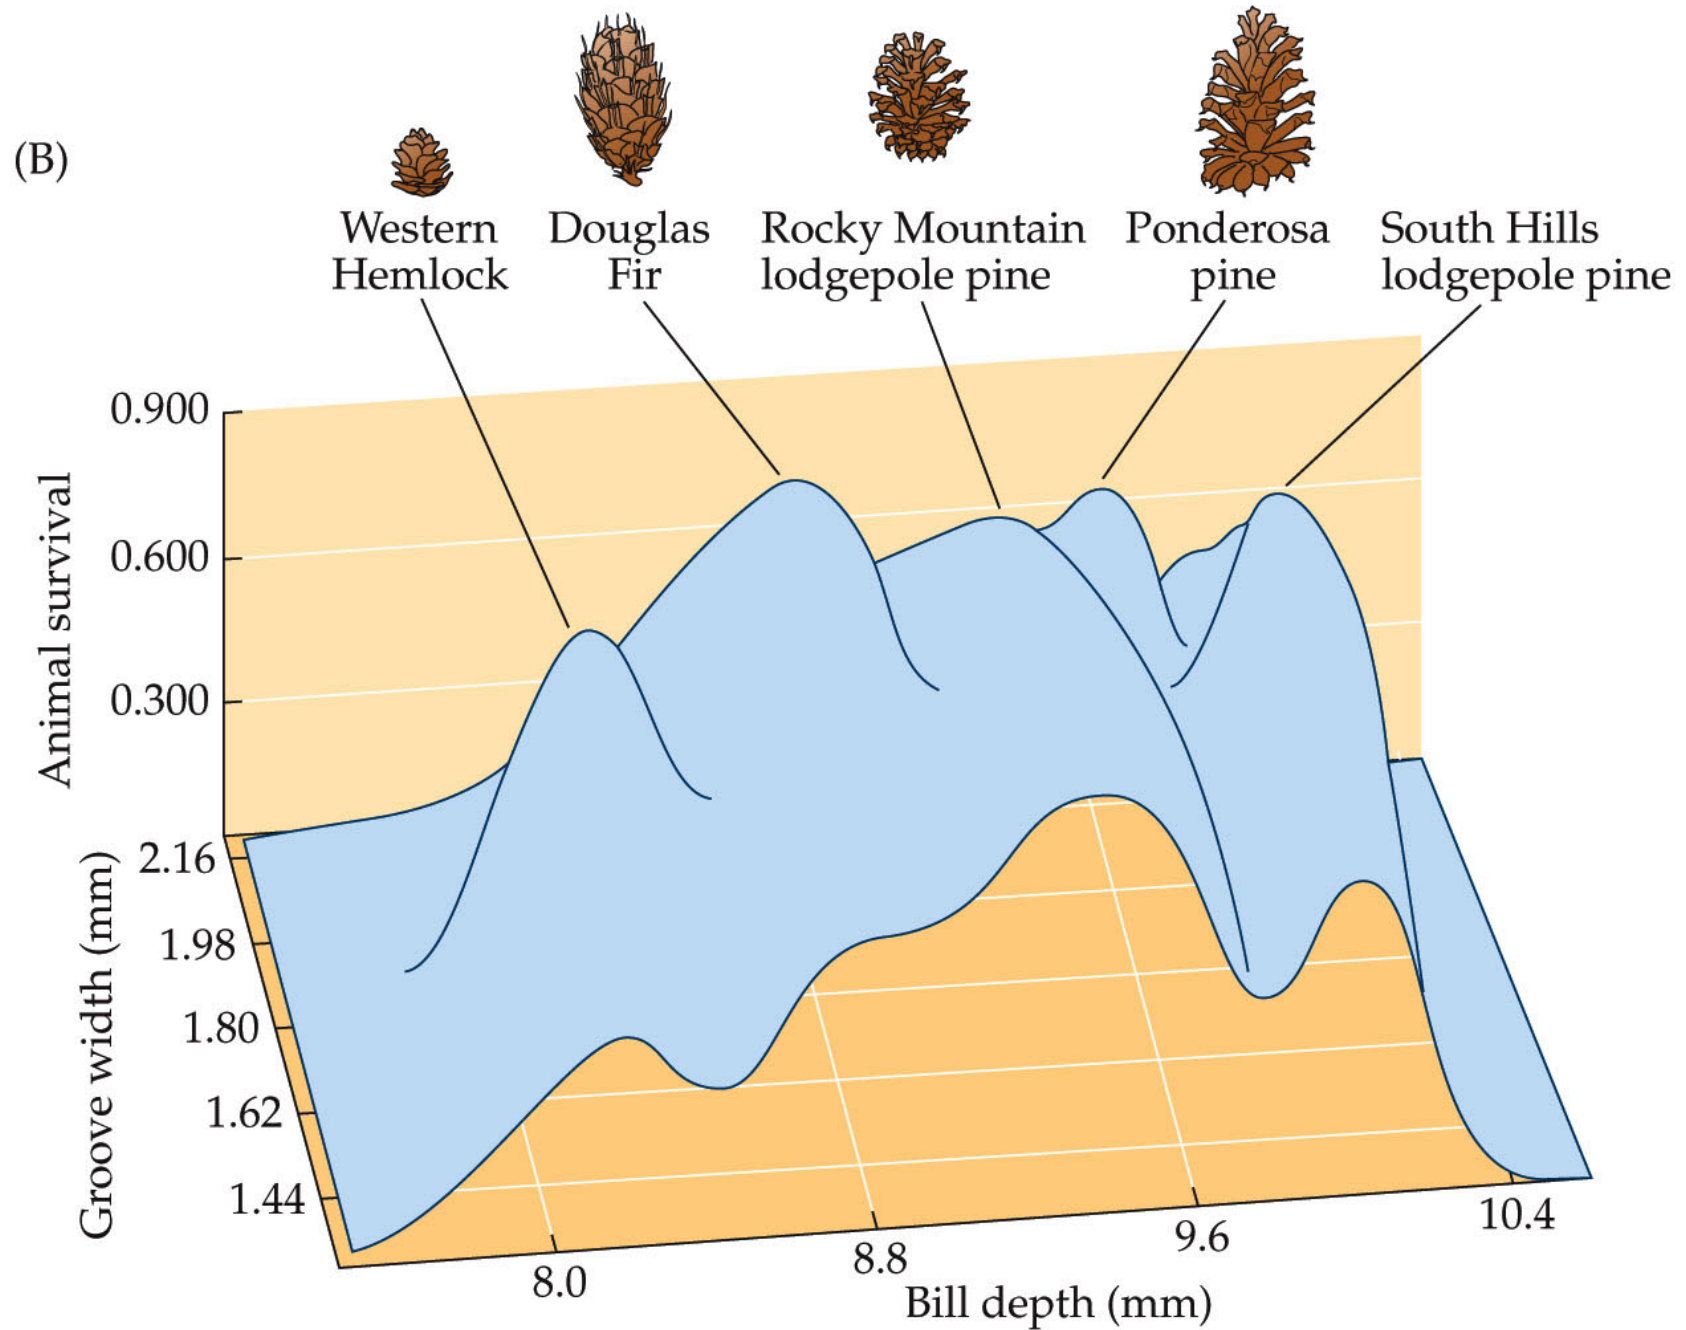 (B)
Western
Hemlock
Douglas
Fir
Rocky Mountain
lodgepole pine
Ponderosa
pine
South Hills
lodgepole pine
Animal survival
0.900
0.600
0.300
Groove width (mm)
2.16
1.98
1.80
1.62
1.44
8.0
8.8
9.6
10.4
Bill depth (mm)